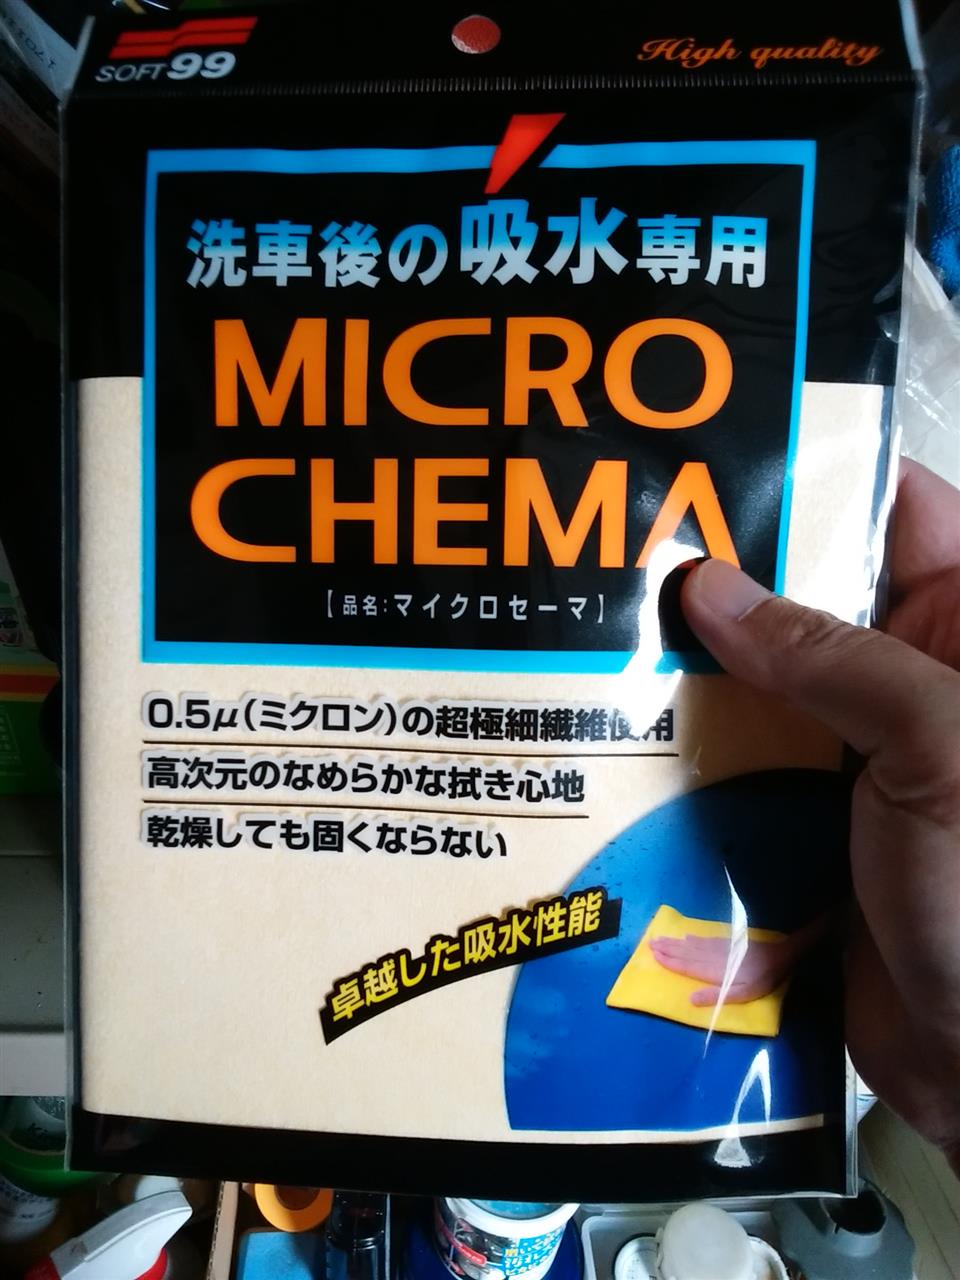 SOFT99
High quality
洗車後の吸水専用
MICRO
CHEMA
【品名:マイクロセーマ】
0.5μ(ミクロン)の超極細繊維使用
高次元のなめらかな拭き心地
乾燥しても固くならない
卓越した吸水性能